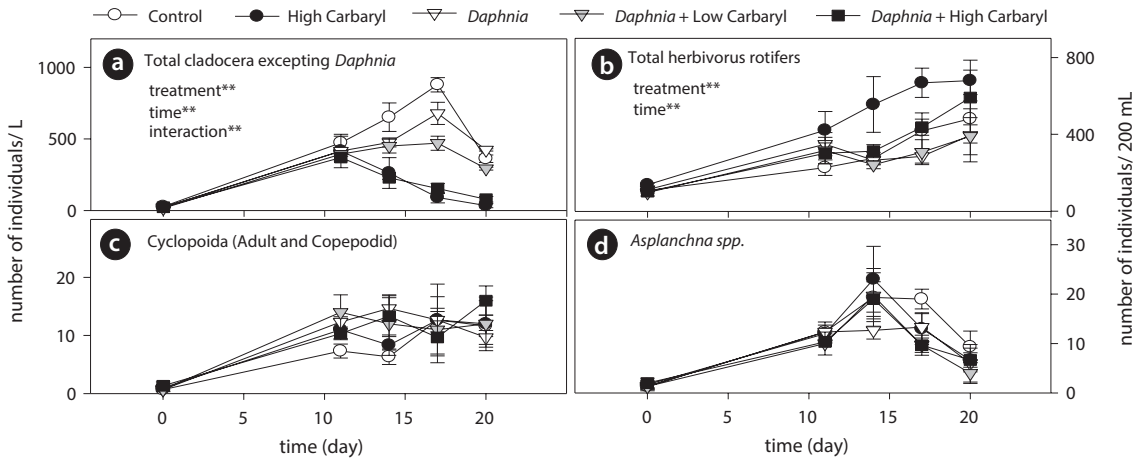 Control High Carbaryl Daphnia Daphnia + Low Carbaryl Daphnia + High Carbaryl
a Total cladocera excepting Daphnia
treatment**
time**
interaction**
1000
500
0
b Total herbivorus rotifers
treatment**
time**
800
400
0
c Cyclopoida (Adult and Copepodid)
20
10
0
d Asplanchna spp.
30
20
10
0
number of individuals/ L
number of individuals/ 200 mL
0 5 10 15 20
time (day)
0 5 10 15 20
time (day)